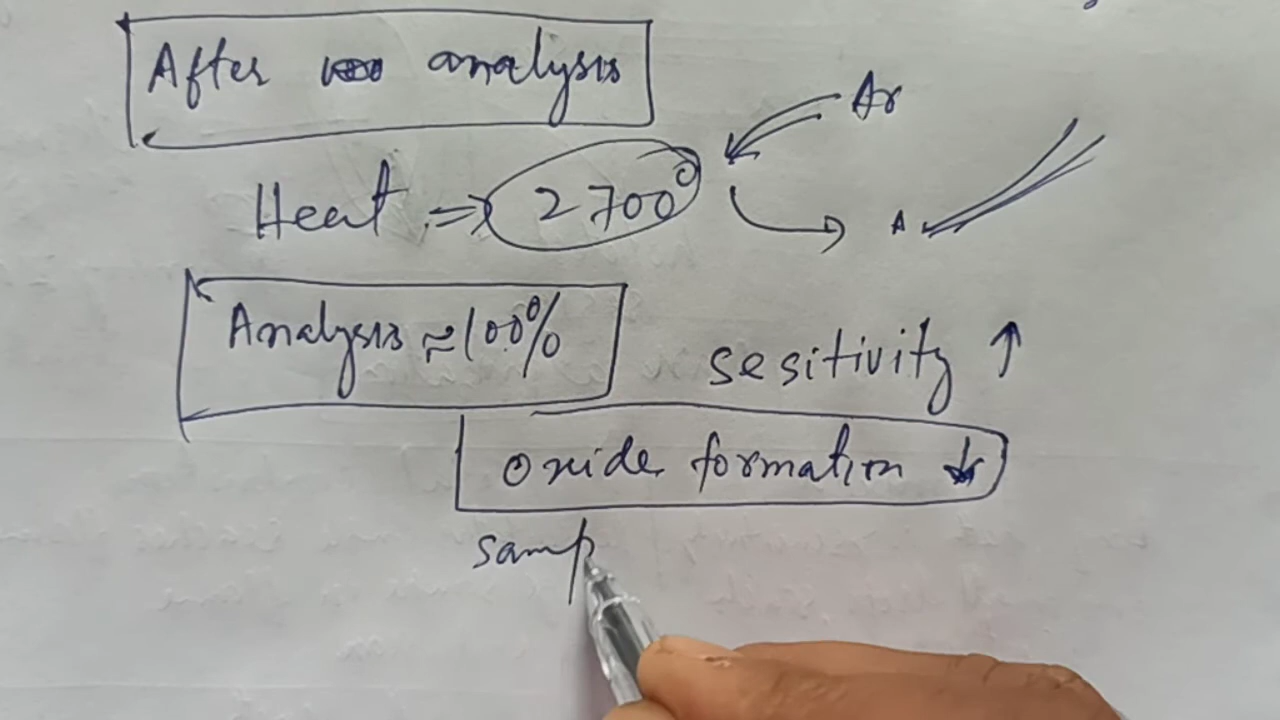 After analysis
Ar
Heat ⇒ 2700°
A
Analysis ≈ 100%
sesitivity ↑
oxide formation ↓
samp